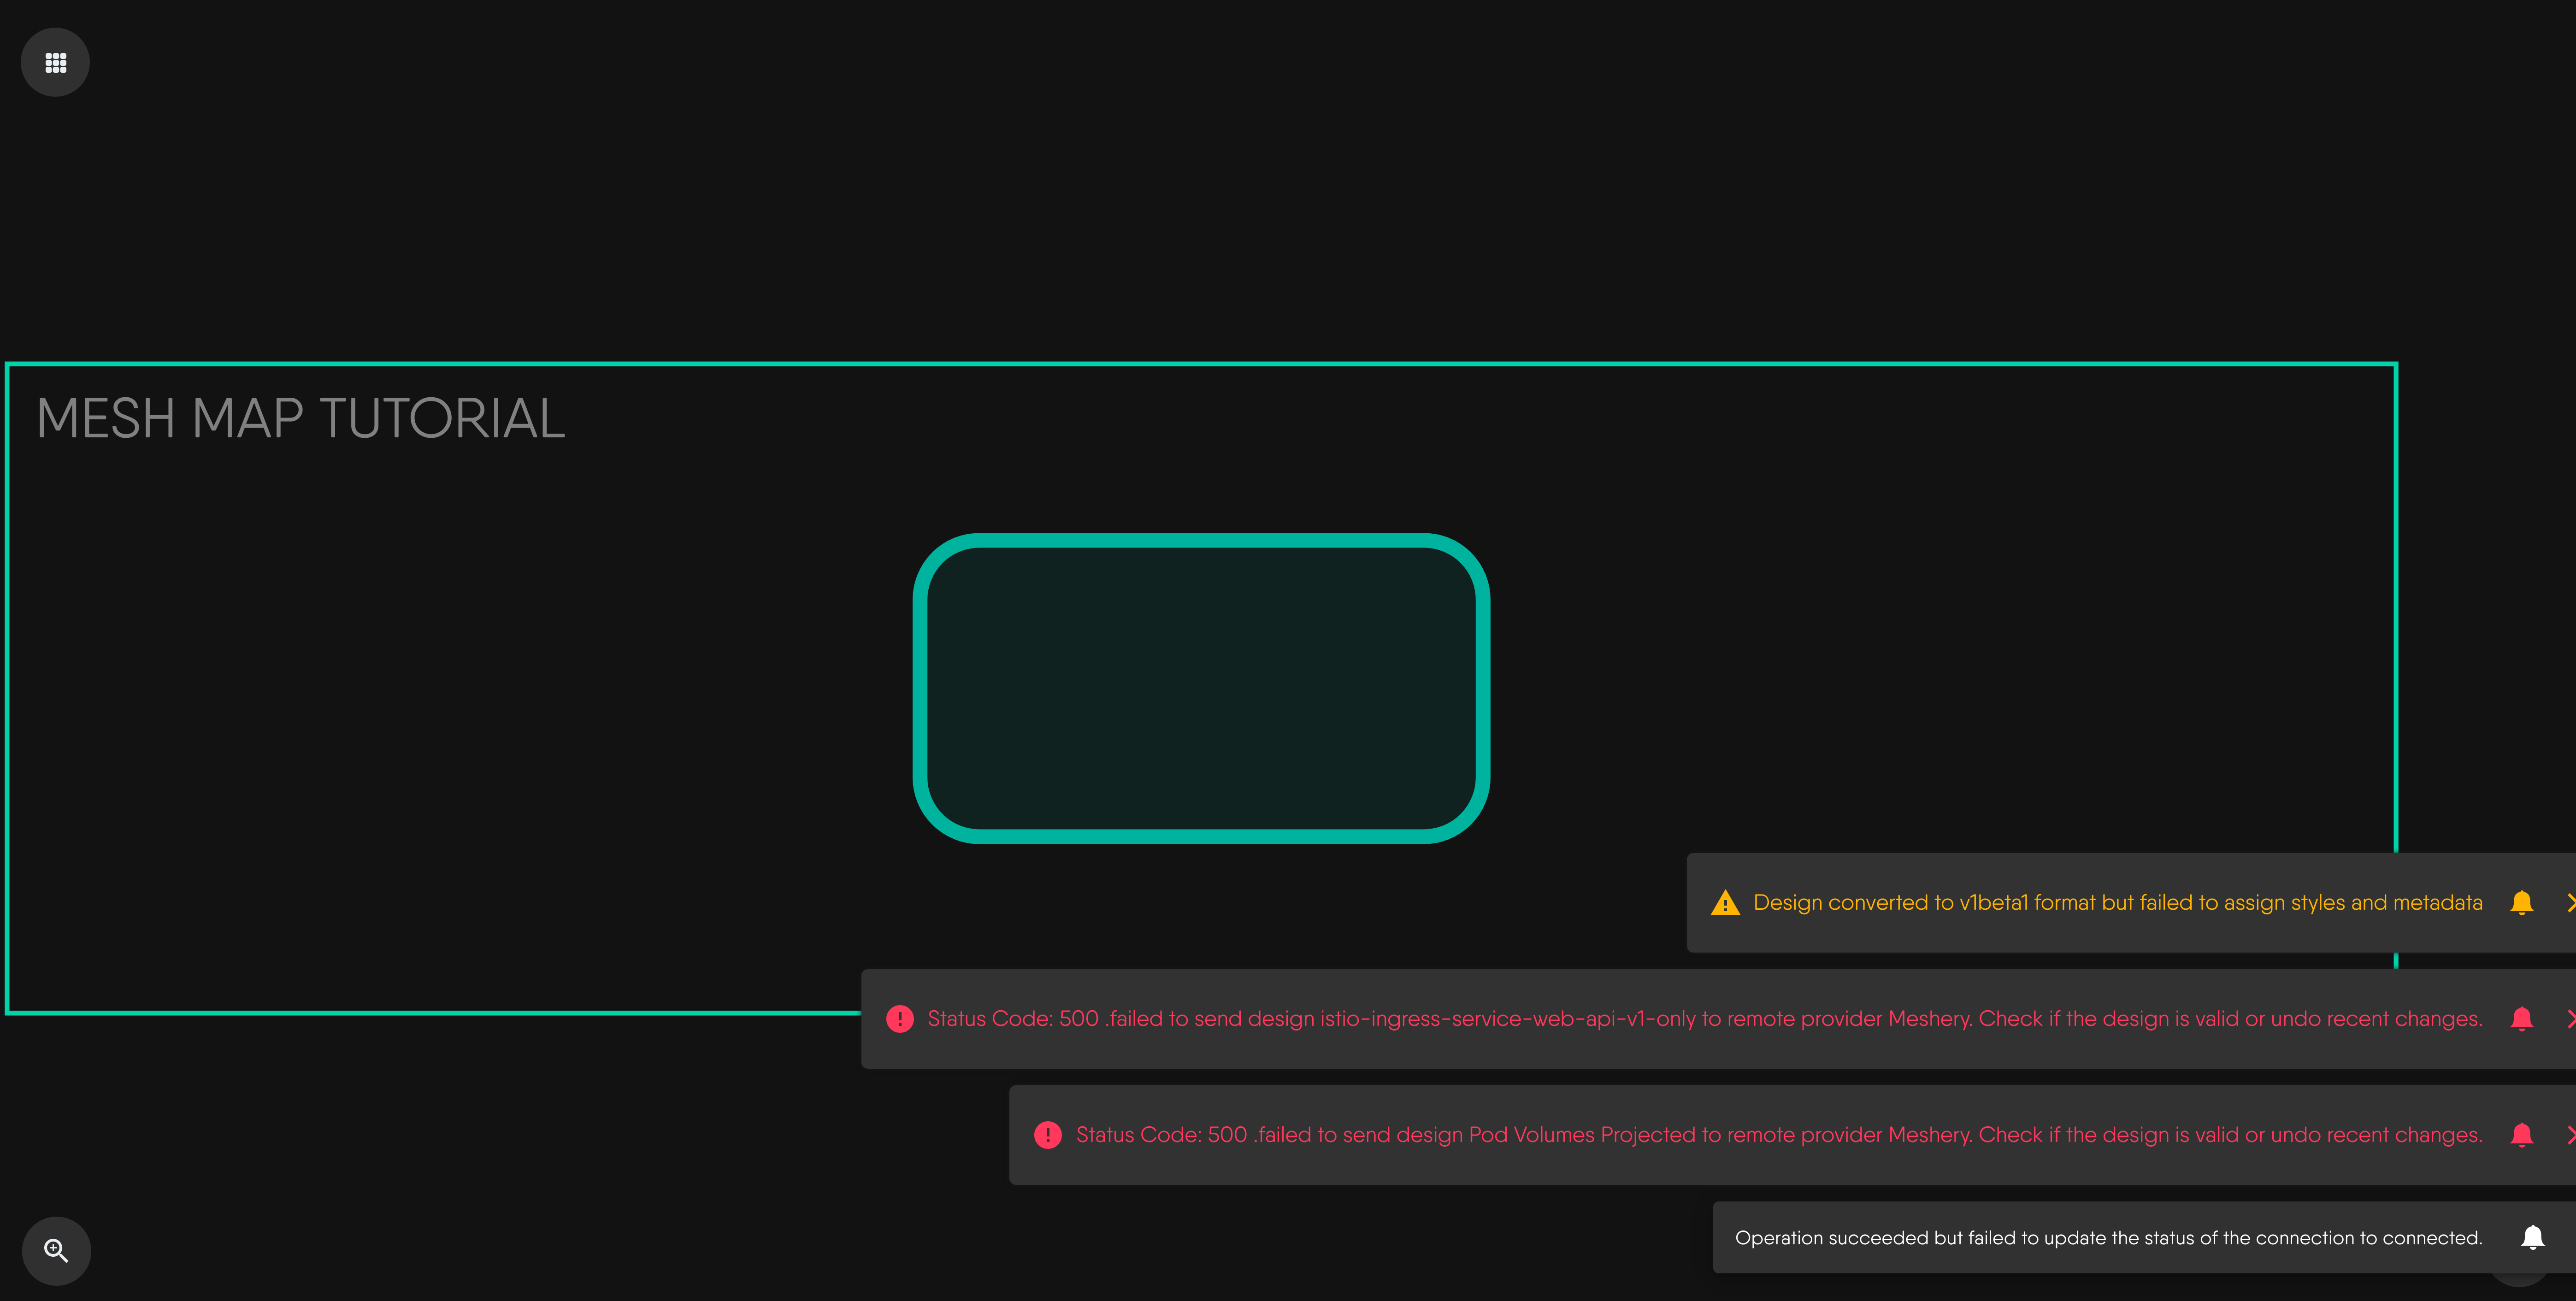 MESH MAP TUTORIAL
Design converted to v1beta1 format but failed to assign styles and metadata
Status Code: 500 .failed to send design istio-ingress-service-web-api-v1-only to remote provider Meshery. Check if the design is valid or undo recent changes.
Status Code: 500 .failed to send design Pod Volumes Projected to remote provider Meshery. Check if the design is valid or undo recent changes.
Operation succeeded but failed to update the status of the connection to connected.